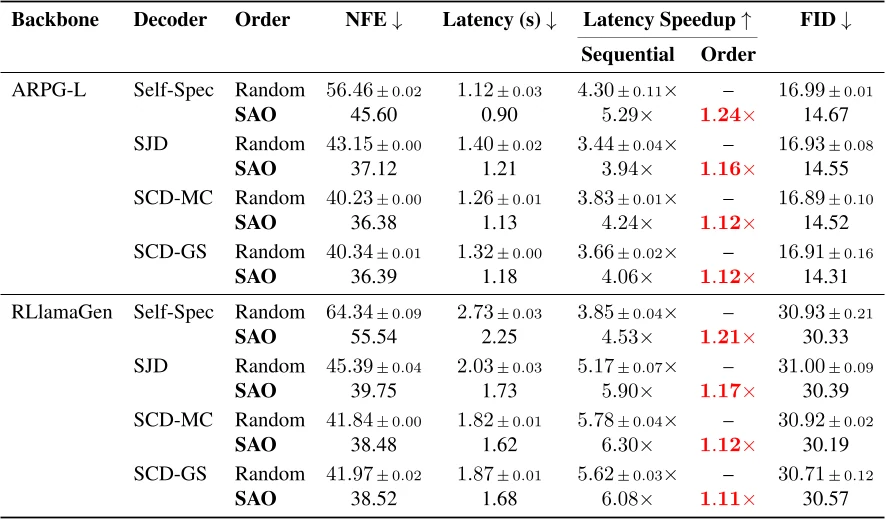 Backbone Decoder Order NFE ↓ Latency (s) ↓ Latency Speedup ↑ FID ↓
Sequential Order
ARPG-L Self-Spec Random 56.46 ± 0.02 1.12 ± 0.03 4.30 ± 0.11× – 16.99 ± 0.01
SAO 45.60 0.90 5.29× 1.24× 14.67
SJD Random 43.15 ± 0.00 1.40 ± 0.02 3.44 ± 0.04× – 16.93 ± 0.08
SAO 37.12 1.21 3.94× 1.16× 14.55
SCD-MC Random 40.23 ± 0.00 1.26 ± 0.01 3.83 ± 0.01× – 16.89 ± 0.10
SAO 36.38 1.13 4.24× 1.12× 14.52
SCD-GS Random 40.34 ± 0.01 1.32 ± 0.00 3.66 ± 0.02× – 16.91 ± 0.16
SAO 36.39 1.18 4.06× 1.12× 14.31
RLlamaGen Self-Spec Random 64.34 ± 0.09 2.73 ± 0.03 3.85 ± 0.04× – 30.93 ± 0.21
SAO 55.54 2.25 4.53× 1.21× 30.33
SJD Random 45.39 ± 0.04 2.03 ± 0.03 5.17 ± 0.07× – 31.00 ± 0.09
SAO 39.75 1.73 5.90× 1.17× 30.39
SCD-MC Random 41.84 ± 0.00 1.82 ± 0.01 5.78 ± 0.04× – 30.92 ± 0.02
SAO 38.48 1.62 6.30× 1.12× 30.19
SCD-GS Random 41.97 ± 0.02 1.87 ± 0.01 5.62 ± 0.03× – 30.71 ± 0.12
SAO 38.52 1.68 6.08× 1.11× 30.57